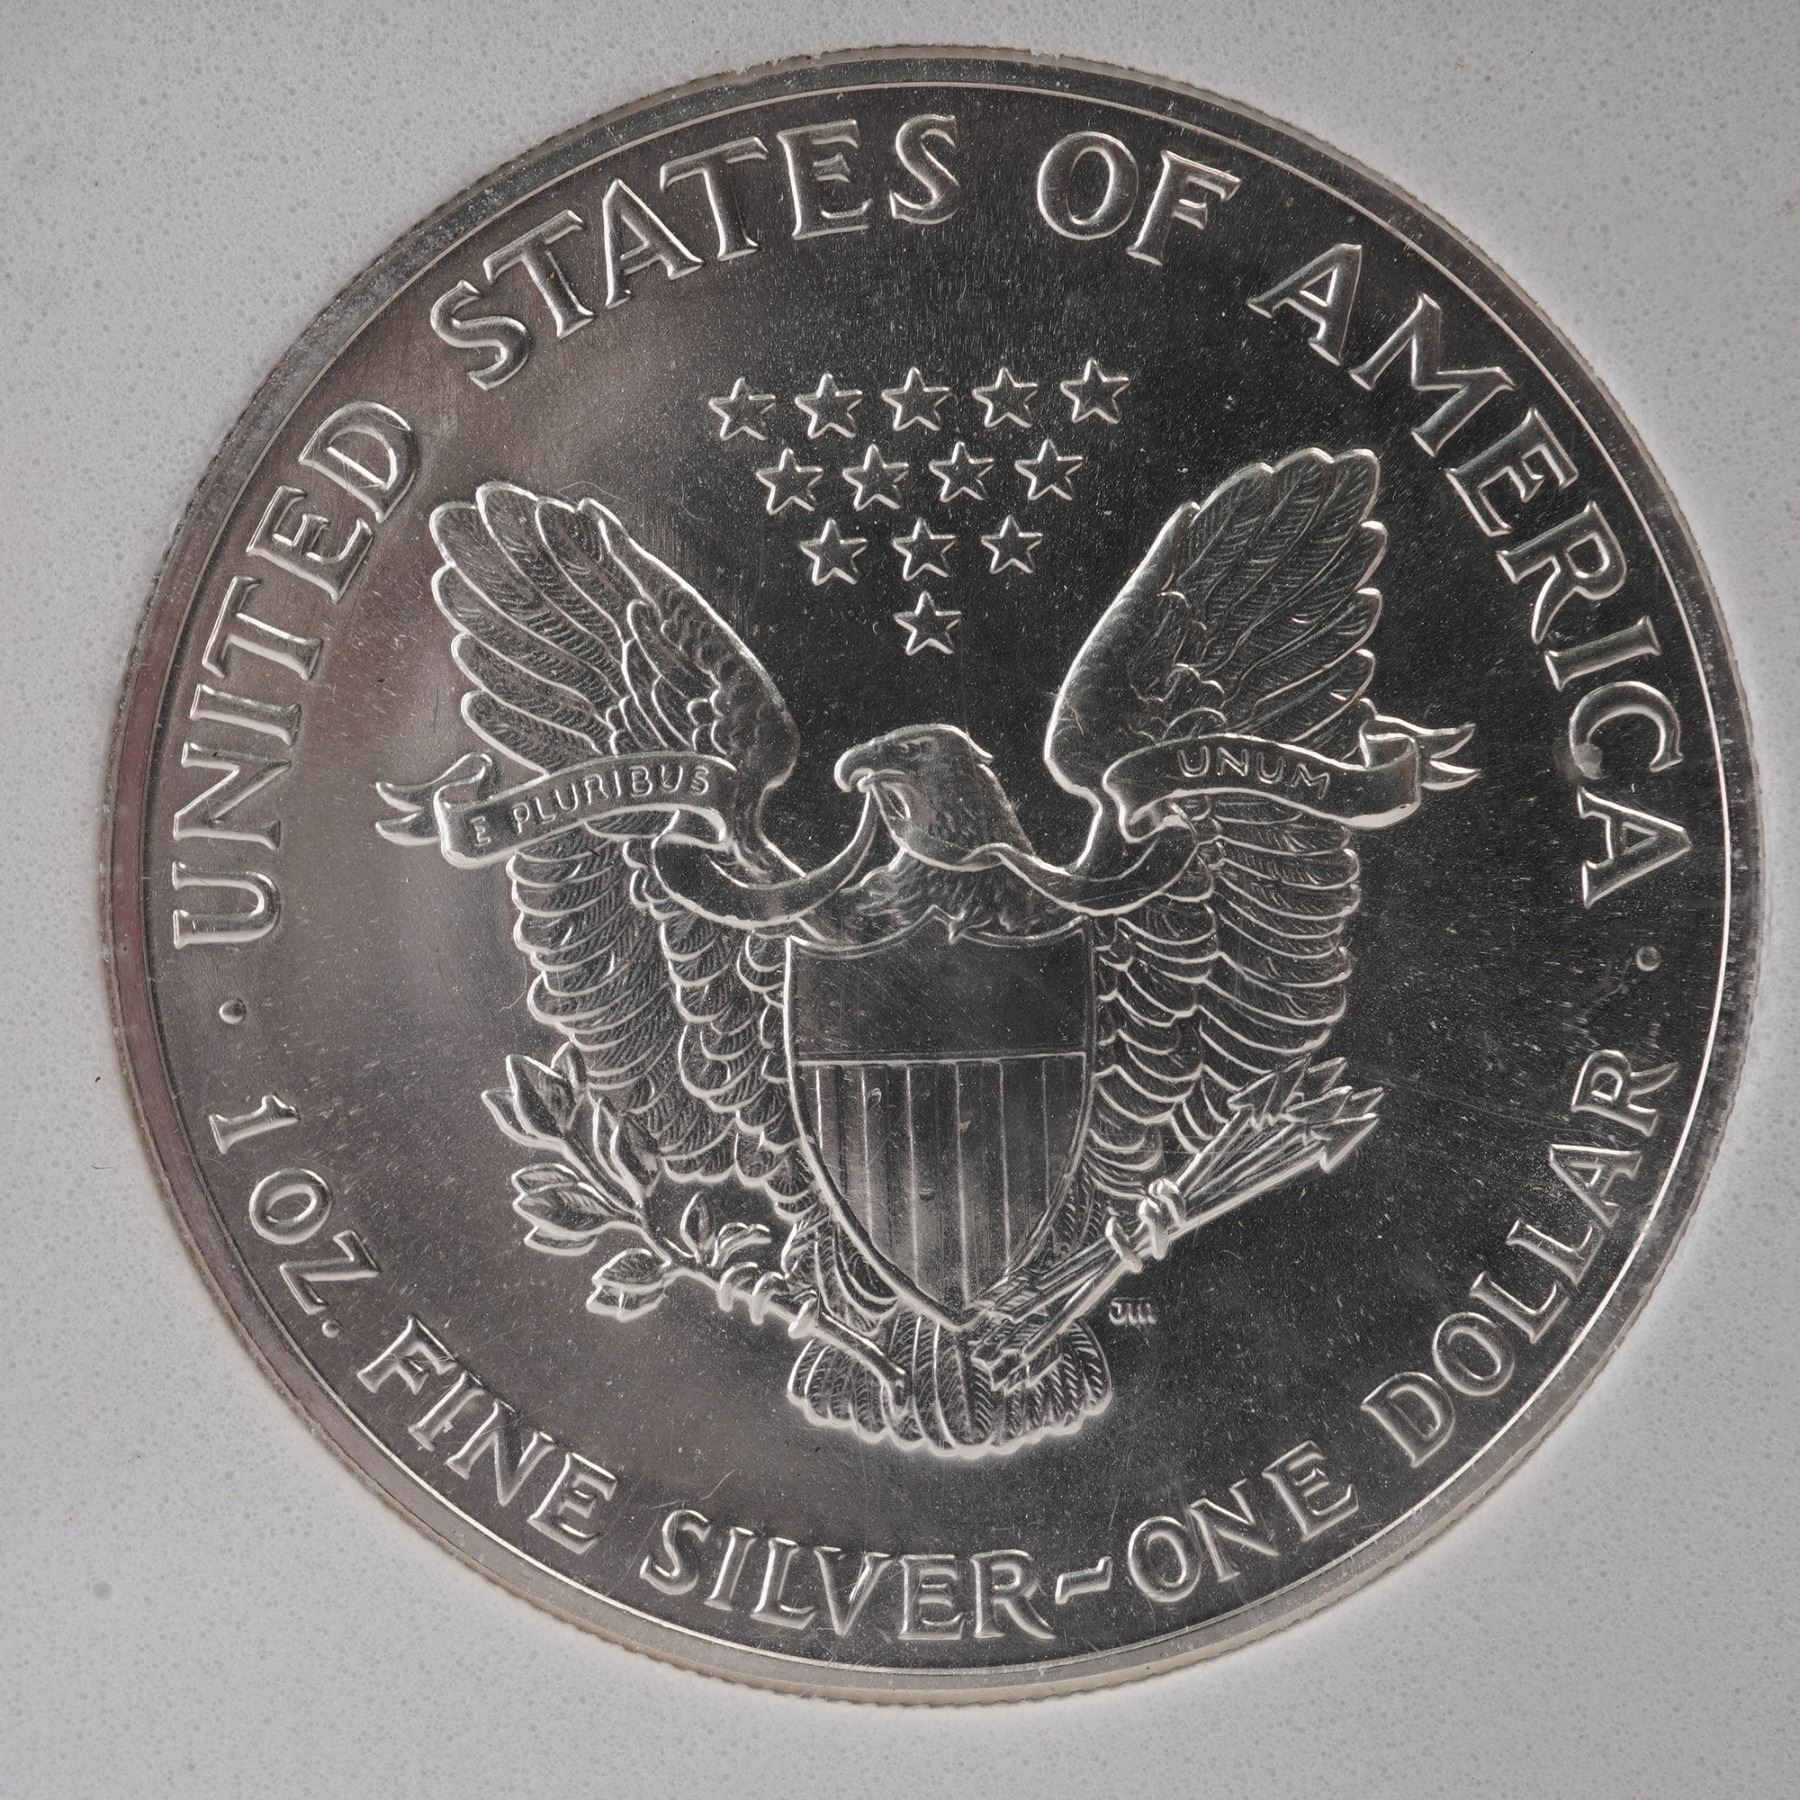 UNITED STATES OF AMERICA
E PLURIBUS UNUM
JM
· 1 OZ. FINE SILVER~ONE DOLLAR ·